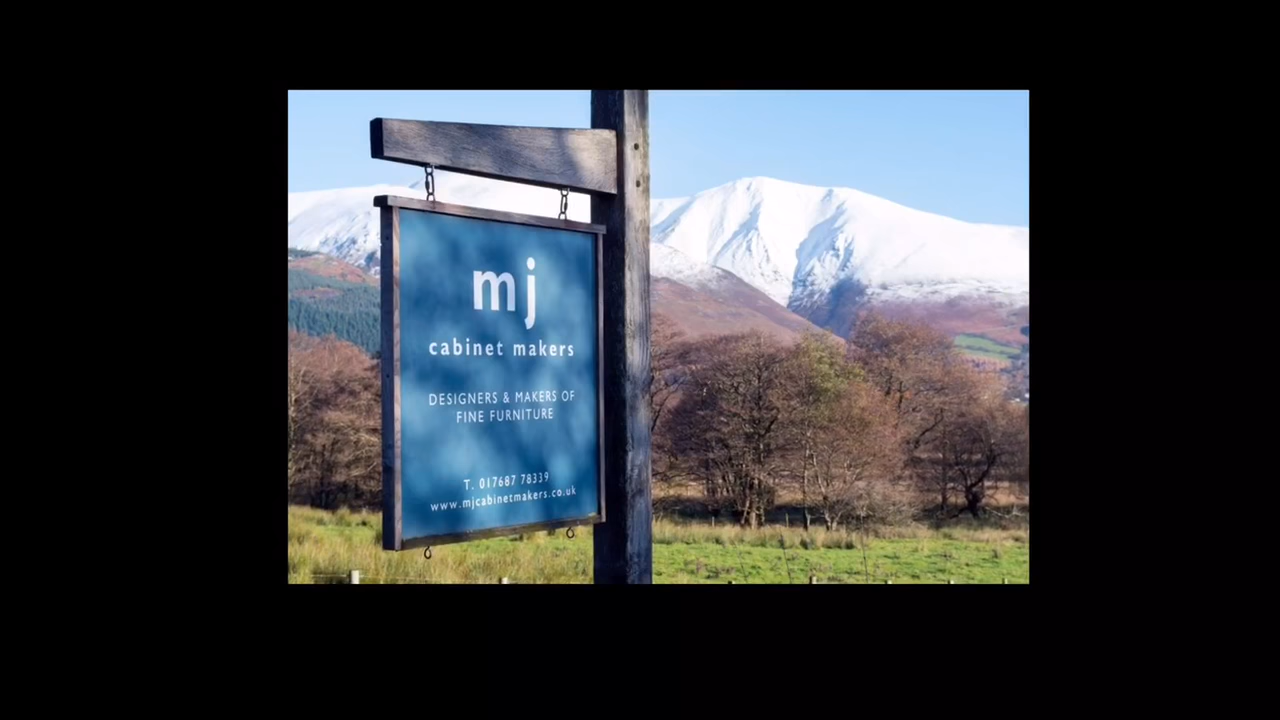 mj
cabinet makers
DESIGNERS & MAKERS OF
FINE FURNITURE
T. 017687 78339
www.mjcabinetmakers.co.uk